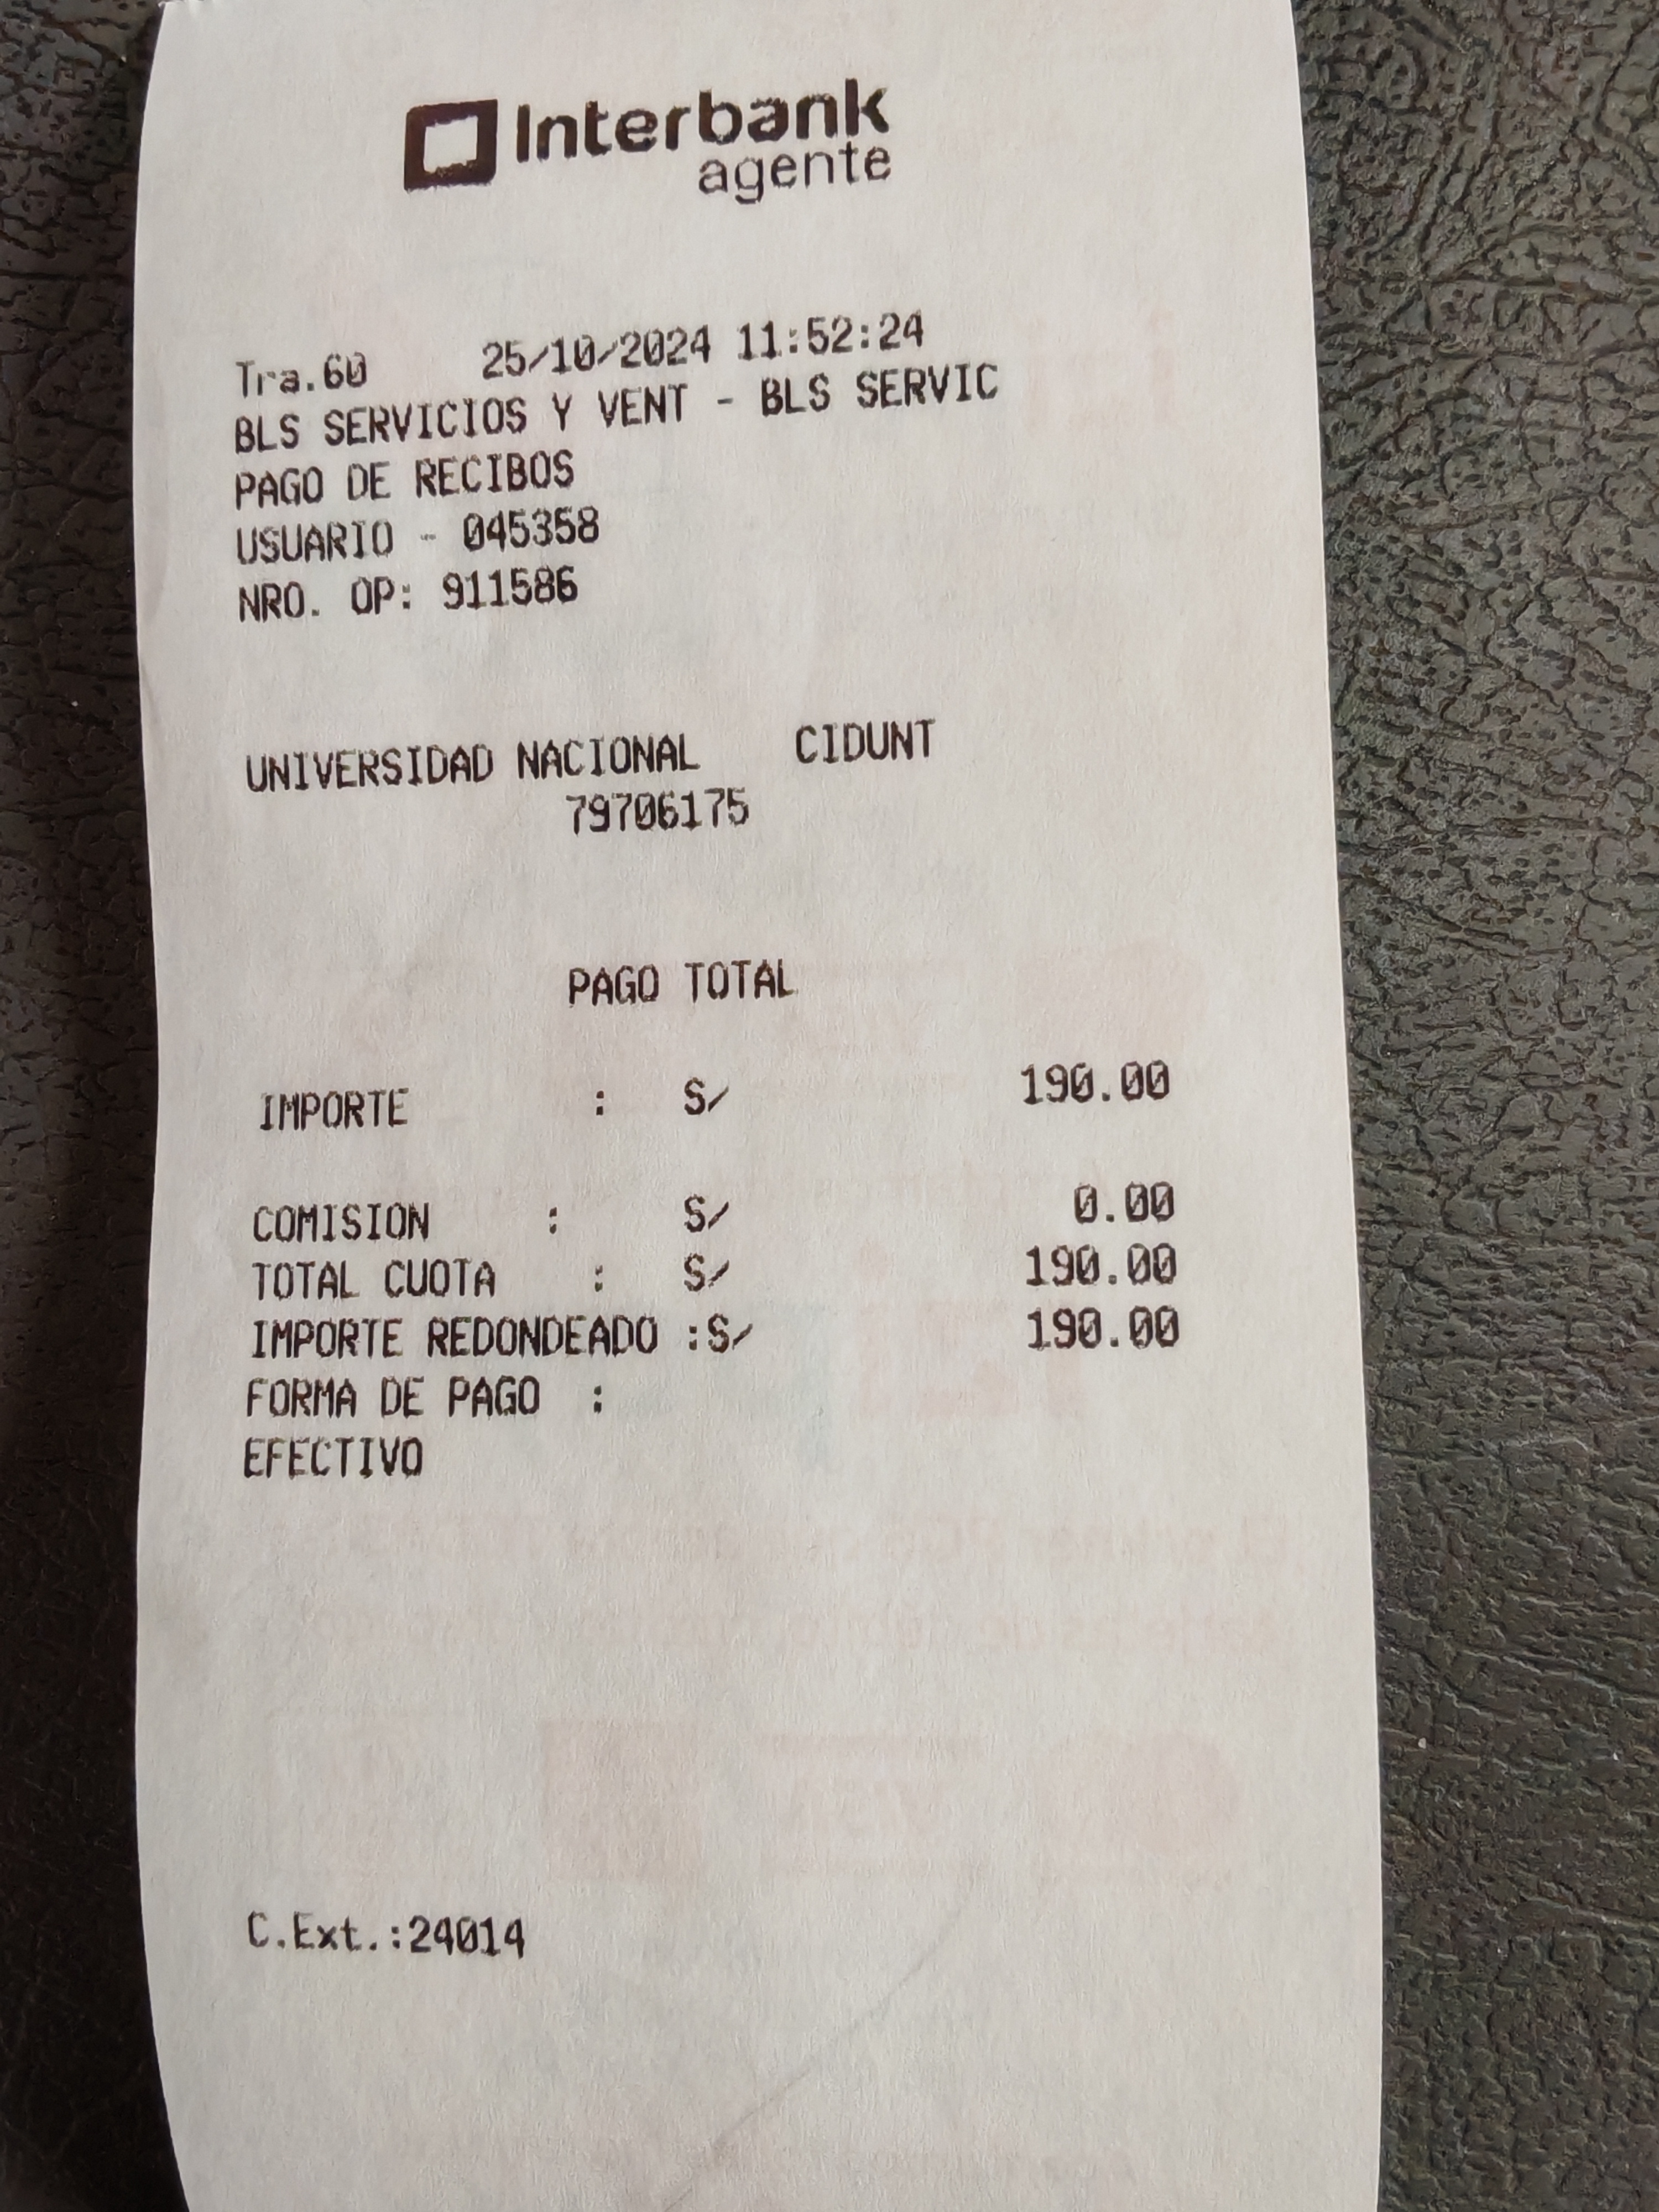 Interbank
agente
Tra.60 25/10/2024 11:52:24
BLS SERVICIOS Y VENT - BLS SERVIC
PAGO DE RECIBOS
USUARIO - 045358
NRO. OP: 911586
UNIVERSIDAD NACIONAL CIDUNT
79706175
PAGO TOTAL
IMPORTE : S/ 190.00
COMISION : S/ 0.00
TOTAL CUOTA : S/ 190.00
IMPORTE REDONDEADO :S/ 190.00
FORMA DE PAGO :
EFECTIVO
C.Ext.:24014